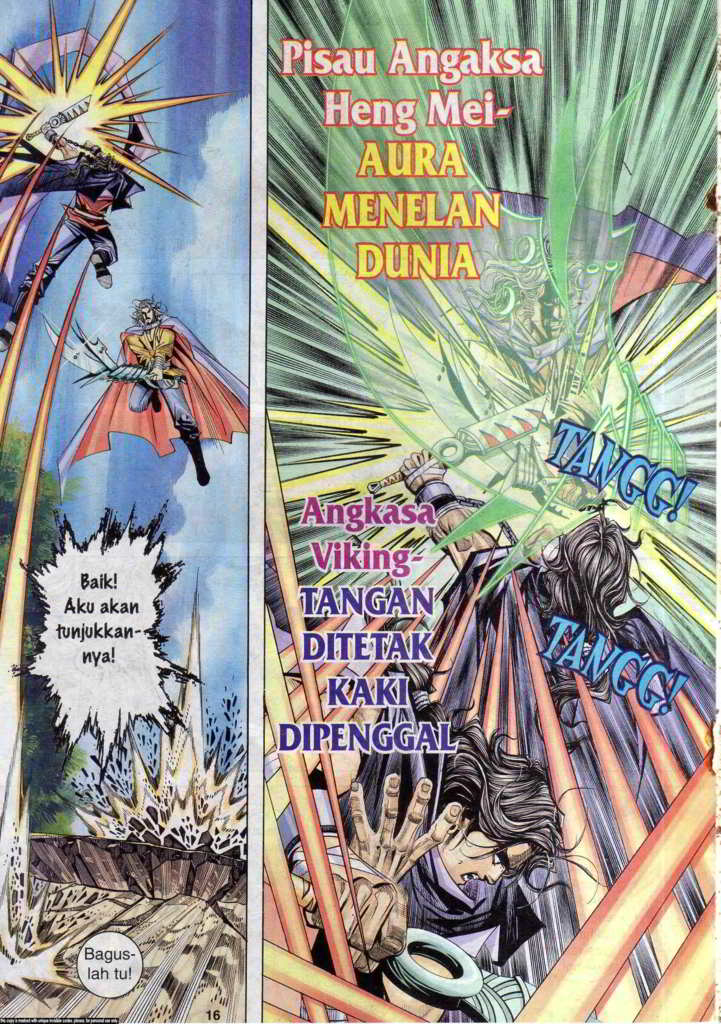 Pisau Angaksa
Heng Mei-
AURA
MENELAN
DUNIA
TANGG!
Angkasa
Viking-
TANGAN
DITETAK
KAKI
DIPENGGAL
TANGG!
Baik!
Aku akan
tunjukkan-
nya!
Bagus-
lah tu!
16